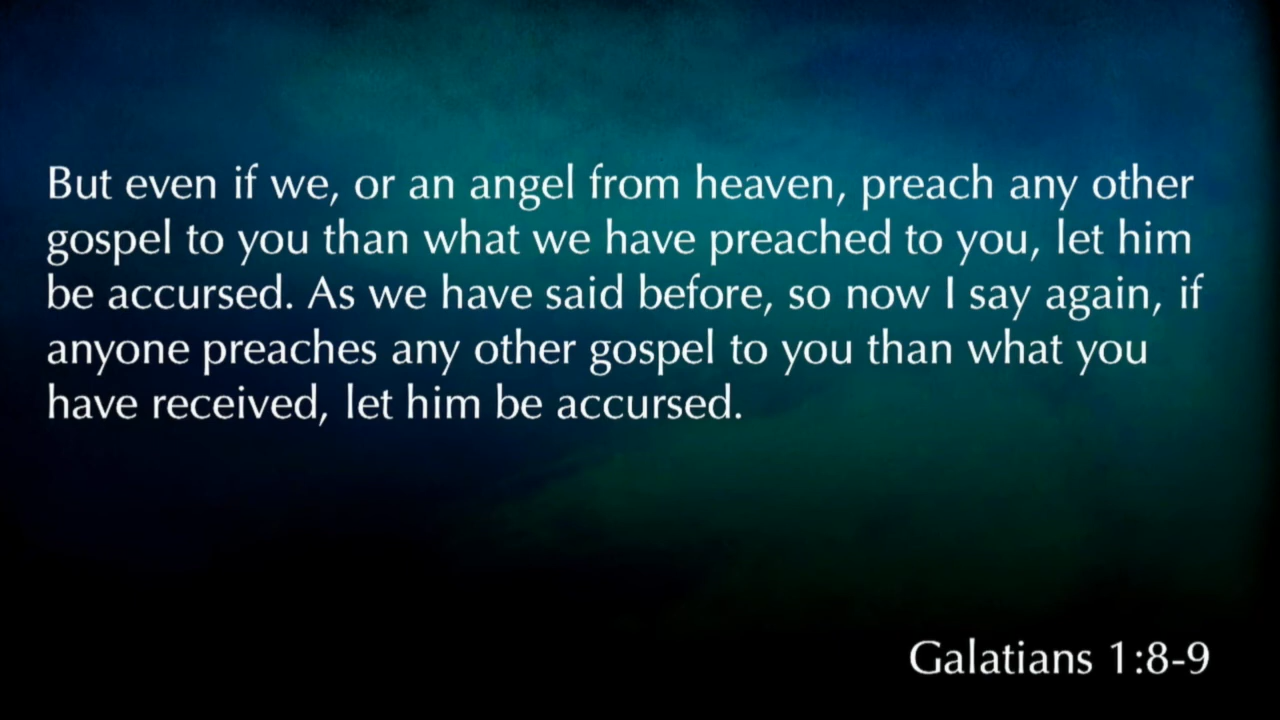 But even if we, or an angel from heaven, preach any other
gospel to you than what we have preached to you, let him
be accursed. As we have said before, so now I say again, if
anyone preaches any other gospel to you than what you
have received, let him be accursed.
Galatians 1:8-9